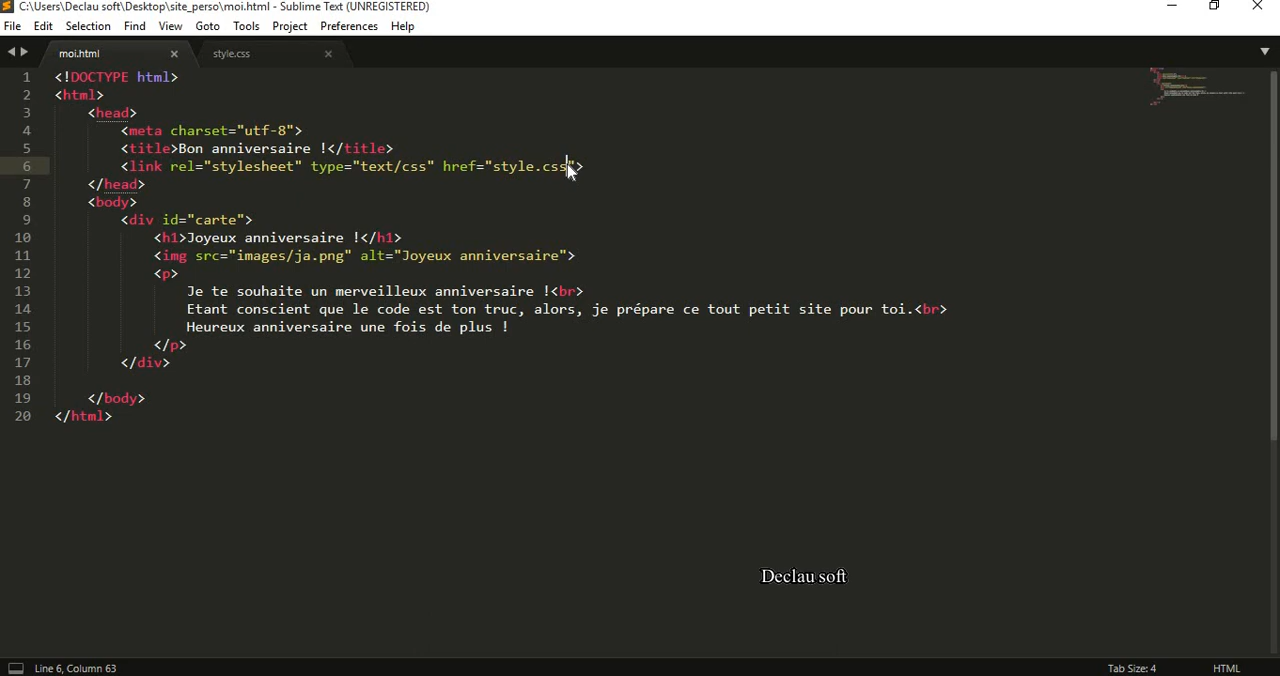 C:\Users\Declau soft\Desktop\site_perso\moi.html - Sublime Text (UNREGISTERED)
File Edit Selection Find View Goto Tools Project Preferences Help
moi.html style.css
1 <!DOCTYPE html>
2 <html>
3 <head>
4 <meta charset="utf-8">
5 <title>Bon anniversaire !</title>
6 <link rel="stylesheet" type="text/css" href="style.css">
7 </head>
8 <body>
9 <div id="carte">
10 <h1>Joyeux anniversaire !</h1>
11 <img src="images/ja.png" alt="Joyeux anniversaire">
12 <p>
13 Je te souhaite un merveilleux anniversaire !<br>
14 Etant conscient que le code est ton truc, alors, je prépare ce tout petit site pour toi.<br>
15 Heureux anniversaire une fois de plus !
16 </p>
17 </div>
18
19 </body>
20 </html>
Declau soft
Line 6, Column 63 Tab Size: 4 HTML